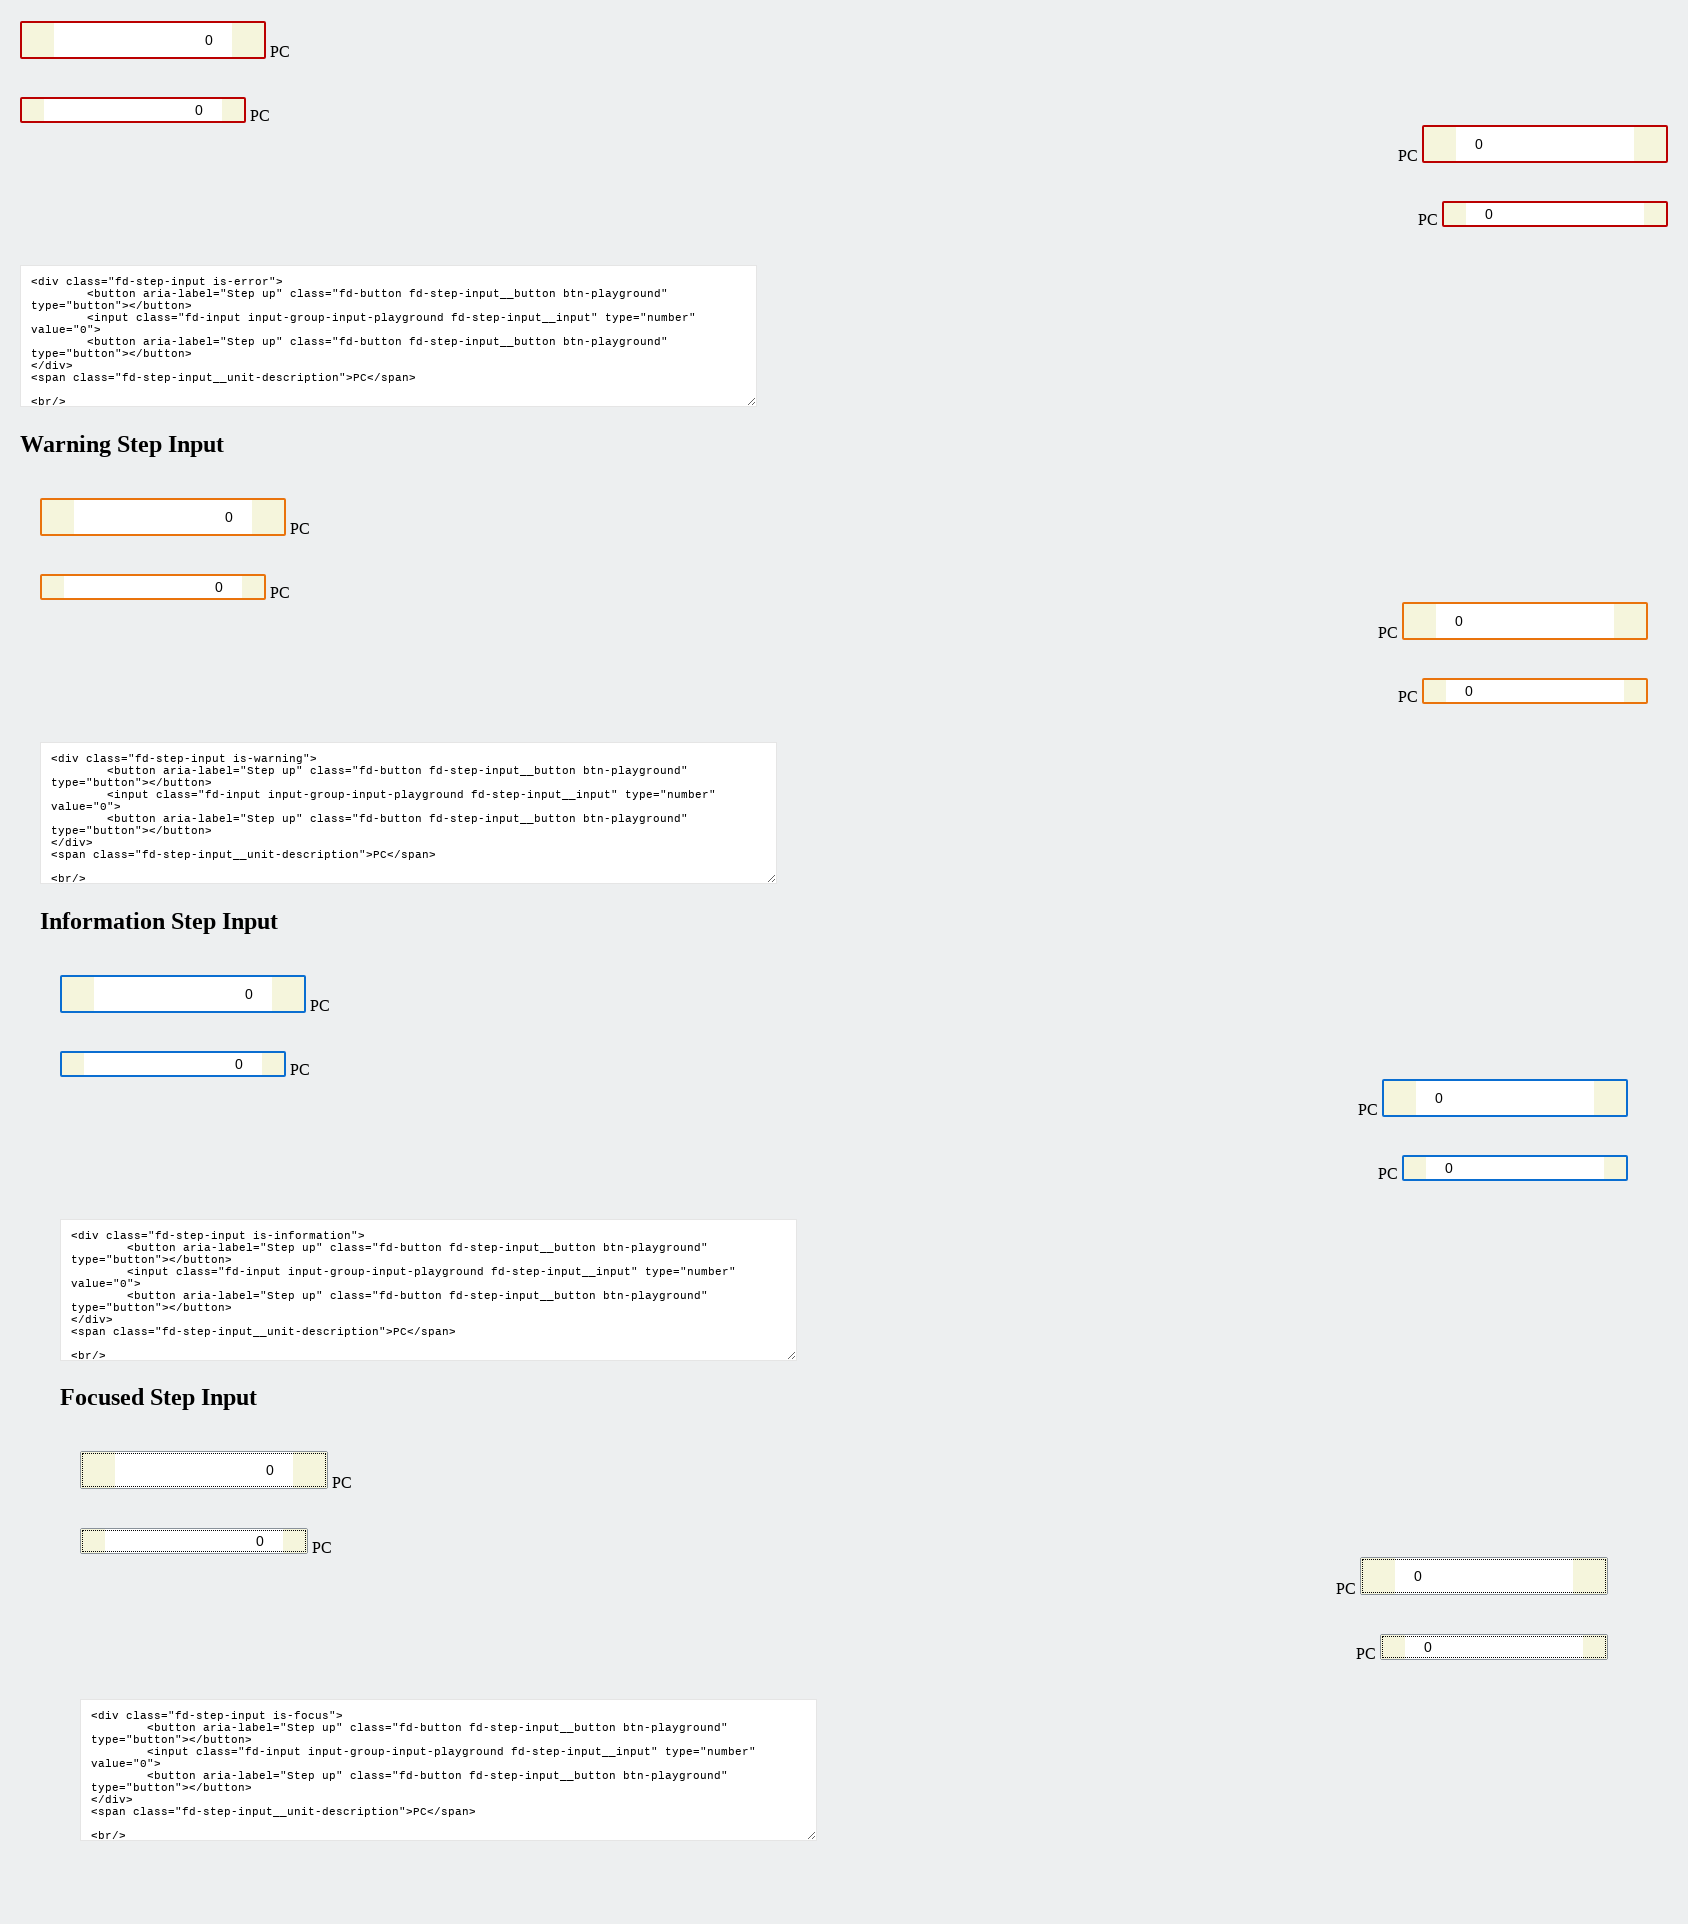 0 PC
0 PC
PC 0
PC 0
<div class="fd-step-input is-error">
<button aria-label="Step up" class="fd-button fd-step-input__button btn-playground"
type="button"></button>
<input class="fd-input input-group-input-playground fd-step-input__input" type="number"
value="0">
<button aria-label="Step up" class="fd-button fd-step-input__button btn-playground"
type="button"></button>
</div>
<span class="fd-step-input__unit-description">PC</span>
<br/>
Warning Step Input
0 PC
0 PC
PC 0
PC 0
<div class="fd-step-input is-warning">
<button aria-label="Step up" class="fd-button fd-step-input__button btn-playground"
type="button"></button>
<input class="fd-input input-group-input-playground fd-step-input__input" type="number"
value="0">
<button aria-label="Step up" class="fd-button fd-step-input__button btn-playground"
type="button"></button>
</div>
<span class="fd-step-input__unit-description">PC</span>
<br/>
Information Step Input
0 PC
0 PC
PC 0
PC 0
<div class="fd-step-input is-information">
<button aria-label="Step up" class="fd-button fd-step-input__button btn-playground"
type="button"></button>
<input class="fd-input input-group-input-playground fd-step-input__input" type="number"
value="0">
<button aria-label="Step up" class="fd-button fd-step-input__button btn-playground"
type="button"></button>
</div>
<span class="fd-step-input__unit-description">PC</span>
<br/>
Focused Step Input
0 PC
0 PC
PC 0
PC 0
<div class="fd-step-input is-focus">
<button aria-label="Step up" class="fd-button fd-step-input__button btn-playground"
type="button"></button>
<input class="fd-input input-group-input-playground fd-step-input__input" type="number"
value="0">
<button aria-label="Step up" class="fd-button fd-step-input__button btn-playground"
type="button"></button>
</div>
<span class="fd-step-input__unit-description">PC</span>
<br/>